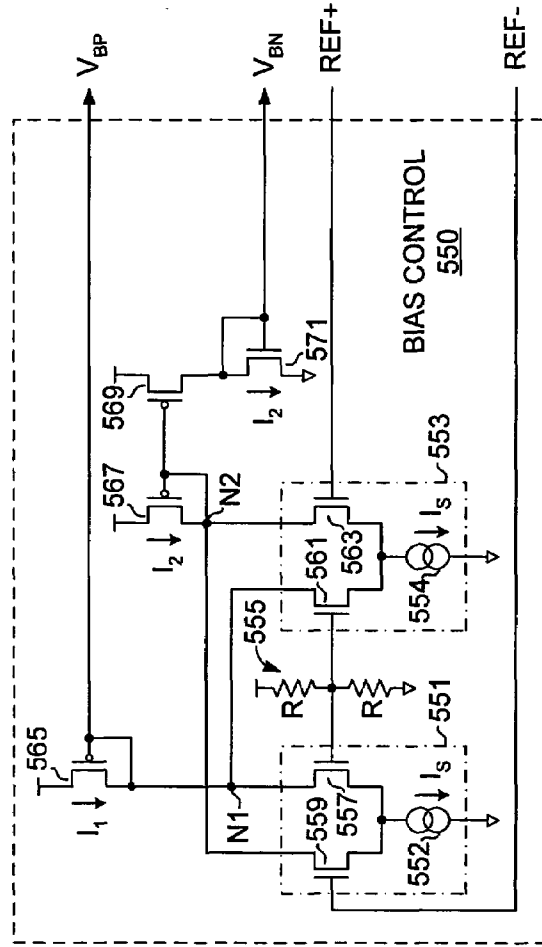 V_BP
V_BN
REF+
REF-
BIAS CONTROL
550
565
I_1
N1
567
I_2
N2
569
I_2
571
555
R
R
553
561
563
I_S
554
551
559
557
I_S
552